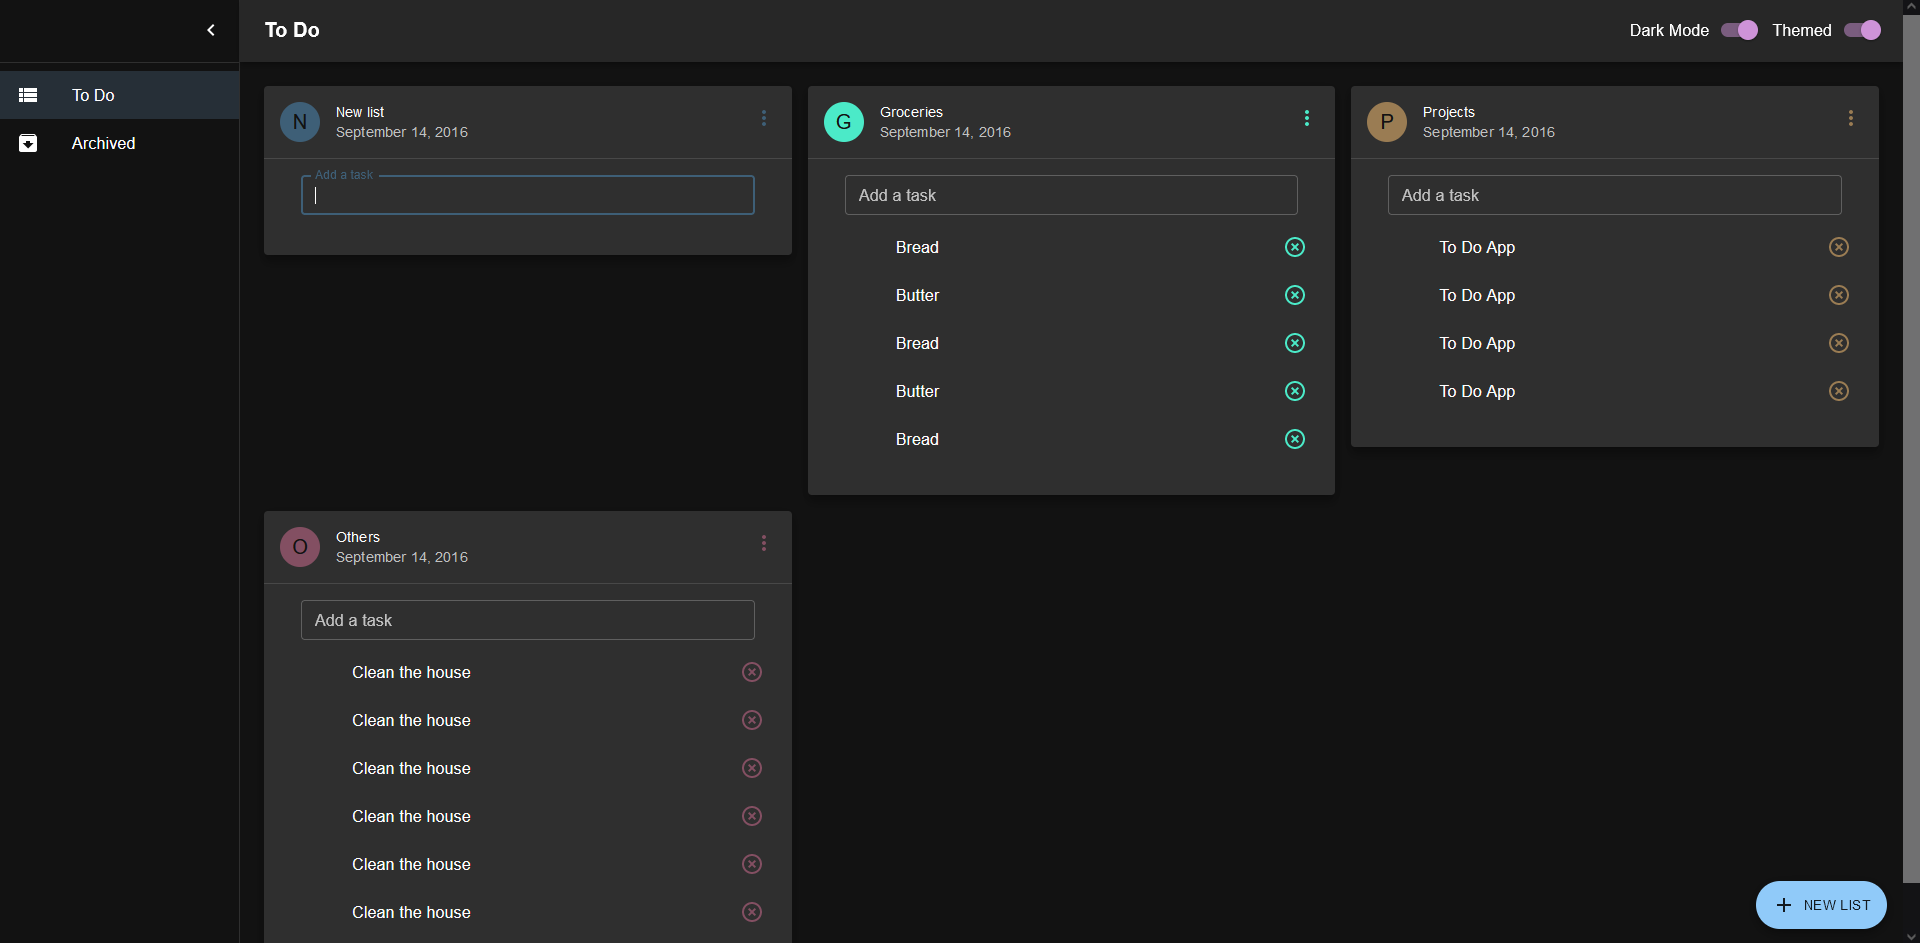 To Do
Dark Mode
Themed
To Do
Archived
N
New list
September 14, 2016
Add a task
G
Groceries
September 14, 2016
Add a task
Bread
Butter
Bread
Butter
Bread
P
Projects
September 14, 2016
Add a task
To Do App
To Do App
To Do App
To Do App
O
Others
September 14, 2016
Add a task
Clean the house
Clean the house
Clean the house
Clean the house
Clean the house
Clean the house
NEW LIST